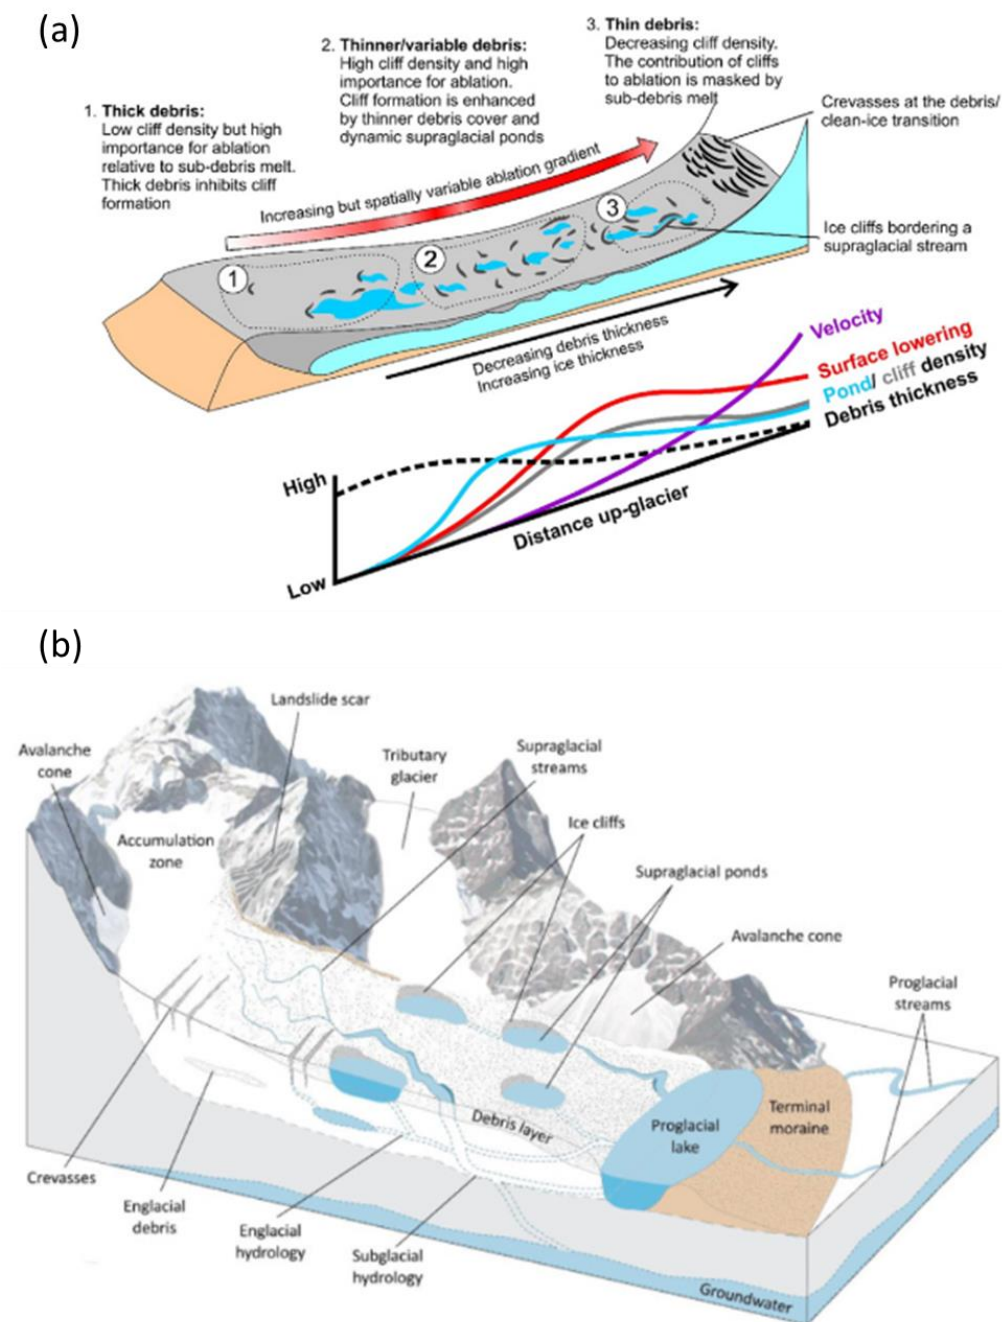 (a)
1. Thick debris:
Low cliff density but high
importance for ablation
relative to sub-debris melt.
Thick debris inhibits cliff
formation
2. Thinner/variable debris:
High cliff density and high
importance for ablation.
Cliff formation is enhanced
by thinner debris cover and
dynamic supraglacial ponds
3. Thin debris:
Decreasing cliff density.
The contribution of cliffs
to ablation is masked by
sub-debris melt
Crevasses at the debris/
clean-ice transition
Increasing but spatially variable ablation gradient
1
2
3
Ice cliffs bordering a
supraglacial stream
Decreasing debris thickness
Increasing ice thickness
Velocity
Surface lowering
Pond/ cliff density
Debris thickness
High
Low
Distance up-glacier
(b)
Landslide scar
Avalanche
cone
Tributary
glacier
Supraglacial
streams
Ice cliffs
Accumulation
zone
Supraglacial ponds
Avalanche cone
Proglacial
streams
Debris layer
Proglacial
lake
Terminal
moraine
Crevasses
Englacial
debris
Englacial
hydrology
Subglacial
hydrology
Groundwater